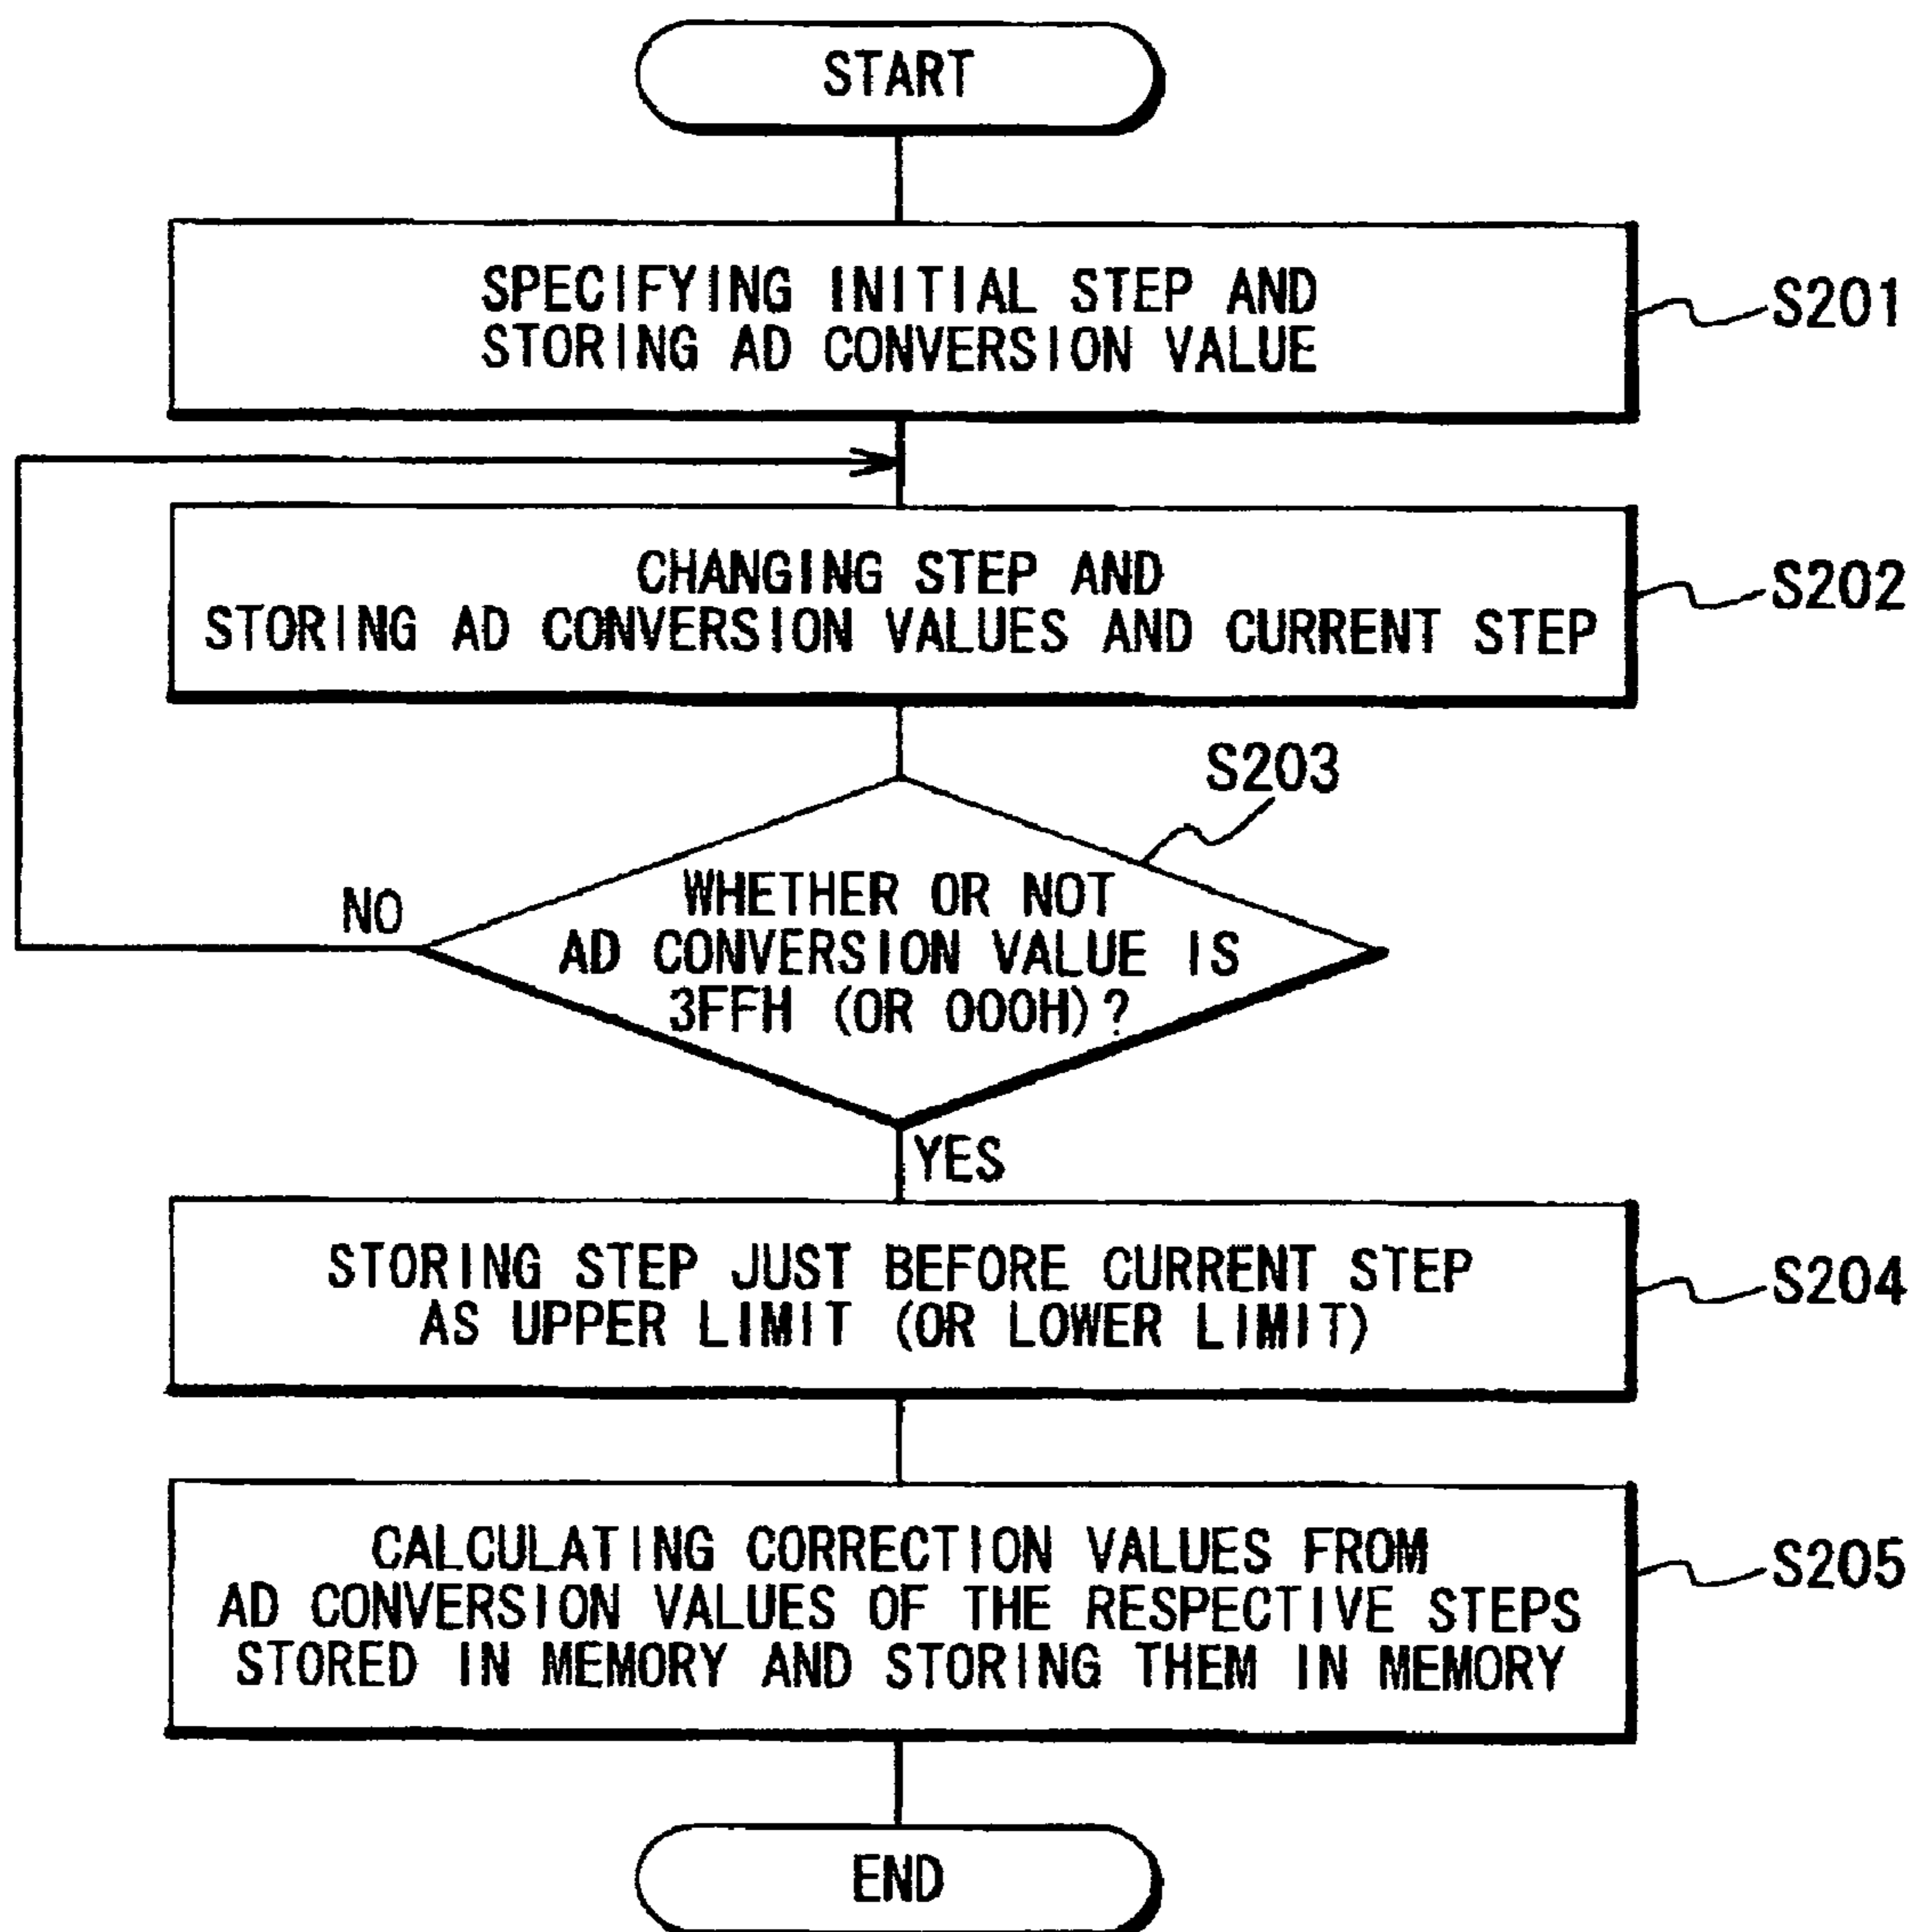 START
SPECIFYING INITIAL STEP AND
STORING AD CONVERSION VALUE
S201
CHANGING STEP AND
STORING AD CONVERSION VALUES AND CURRENT STEP
S202
S203
WHETHER OR NOT
AD CONVERSION VALUE IS
3FFH (OR 000H)?
NO
YES
STORING STEP JUST BEFORE CURRENT STEP
AS UPPER LIMIT (OR LOWER LIMIT)
S204
CALCULATING CORRECTION VALUES FROM
AD CONVERSION VALUES OF THE RESPECTIVE STEPS
STORED IN MEMORY AND STORING THEM IN MEMORY
S205
END